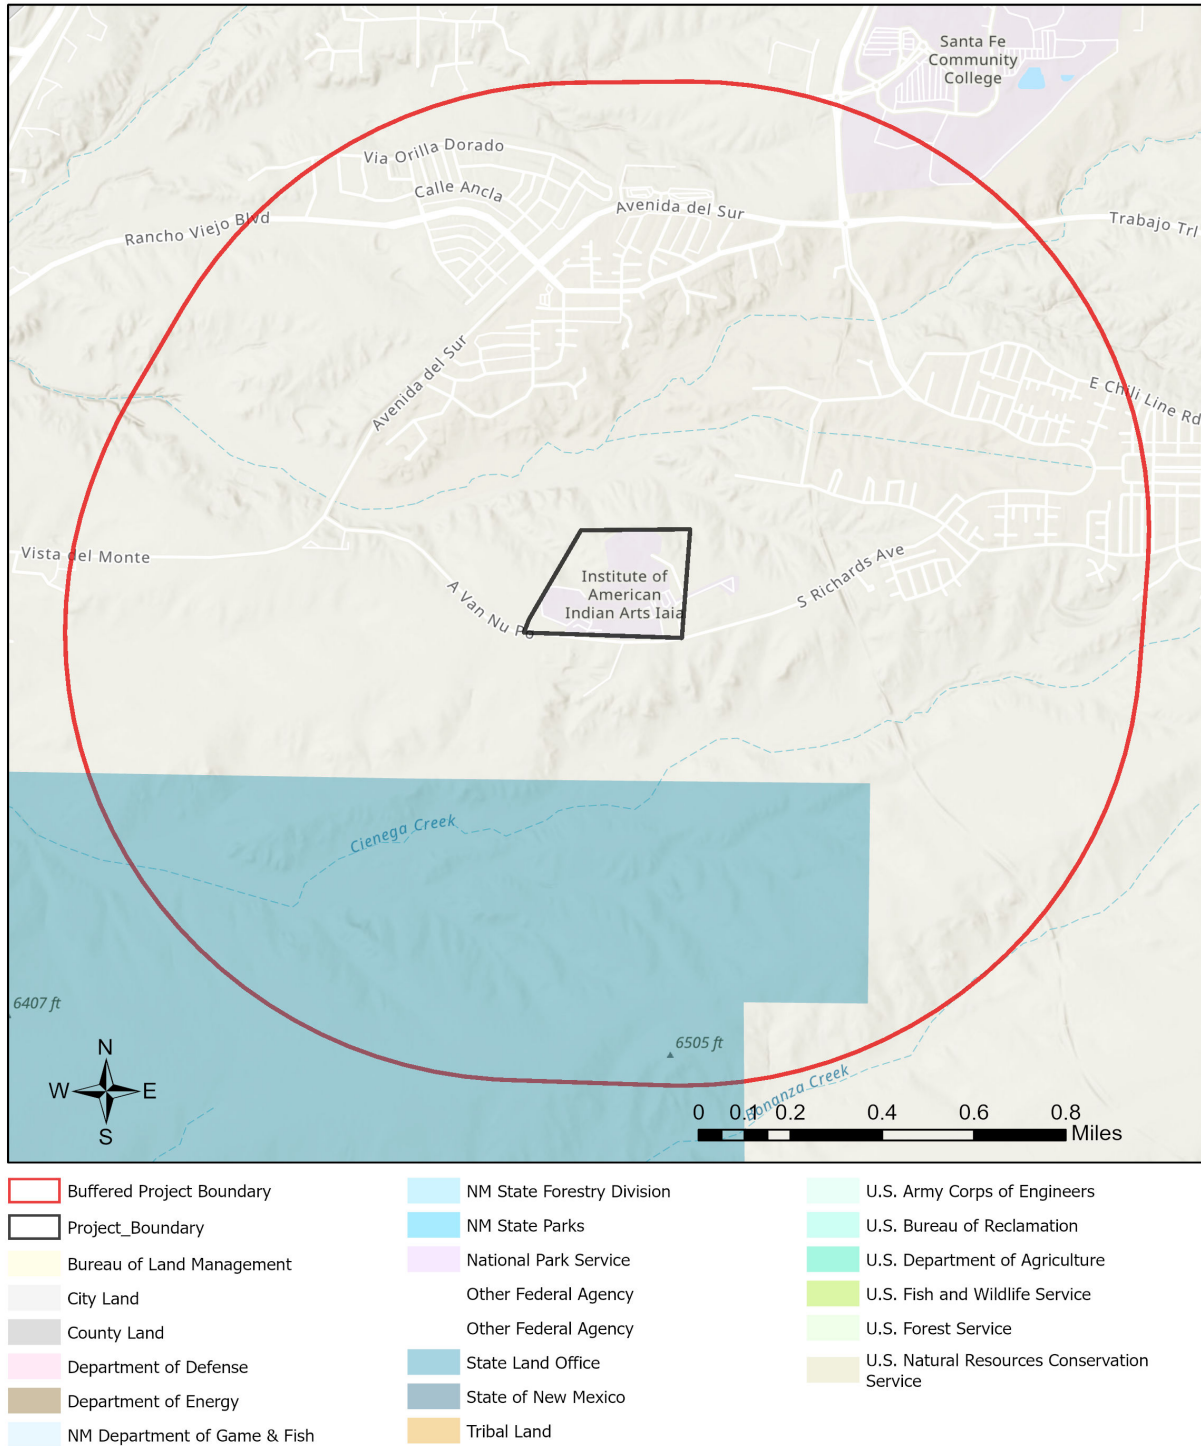 Santa Fe
Community
College
Via Orilla Dorado
Calle Ancla
Avenida del Sur
Rancho Viejo Blvd
Trabajo Trl
Avenida del Sur
E Chili Line Rd
Vista del Monte
Institute of
American
Indian Arts Iaia
S Richards Ave
A Van Nu Po
Cienega Creek
6407 ft
6505 ft
Bonanza Creek
N
W E
S
0 0.1 0.2 0.4 0.6 0.8
Miles
Buffered Project Boundary
Project_Boundary
Bureau of Land Management
City Land
County Land
Department of Defense
Department of Energy
NM Department of Game & Fish
NM State Forestry Division
NM State Parks
National Park Service
Other Federal Agency
Other Federal Agency
State Land Office
State of New Mexico
Tribal Land
U.S. Army Corps of Engineers
U.S. Bureau of Reclamation
U.S. Department of Agriculture
U.S. Fish and Wildlife Service
U.S. Forest Service
U.S. Natural Resources Conservation
Service